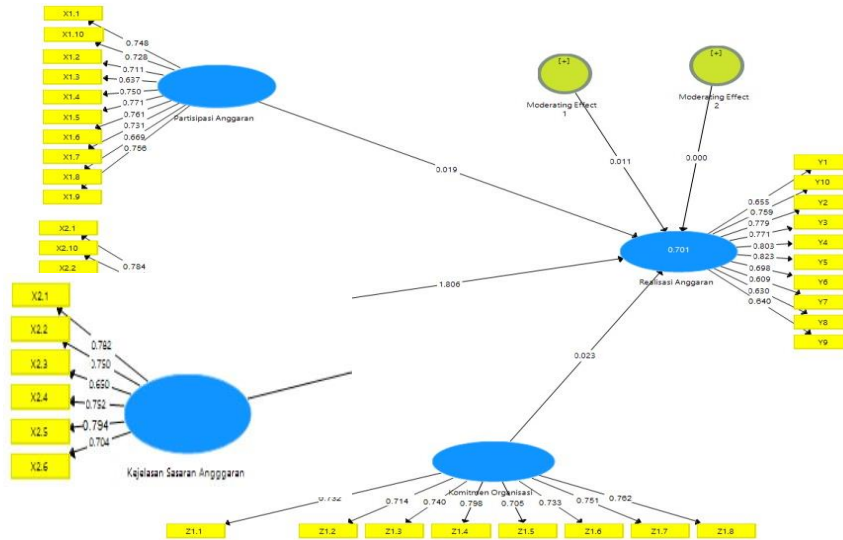 X1.1
X1.10
X1.2
X1.3
X1.4
X1.5
X1.6
X1.7
X1.8
X1.9
0.748
0.728
0.711
0.637
0.750
0.771
0.761
0.731
0.669
0.756
Partisipasi Anggaran
[+]
Moderating Effect
1
[+]
Moderating Effect
2
0.019
0.011
0.000
X2.1
X2.10
X2.2
0.784
X2.1
X2.2
X2.3
X2.4
X2.5
X2.6
0.782
0.750
0.650
0.752
0.794
0.704
Kejelasan Sasaran Angggaran
1.806
0.701
Realisasi Anggaran
0.655
0.759
0.779
0.771
0.803
0.823
0.698
0.609
0.630
0.640
Y1
Y10
Y2
Y3
Y4
Y5
Y6
Y7
Y8
Y9
0.023
Komitmen Organisasi
0.732
0.714
0.740
0.798
0.705
0.733
0.751
0.762
Z1.1
Z1.2
Z1.3
Z1.4
Z1.5
Z1.6
Z1.7
Z1.8